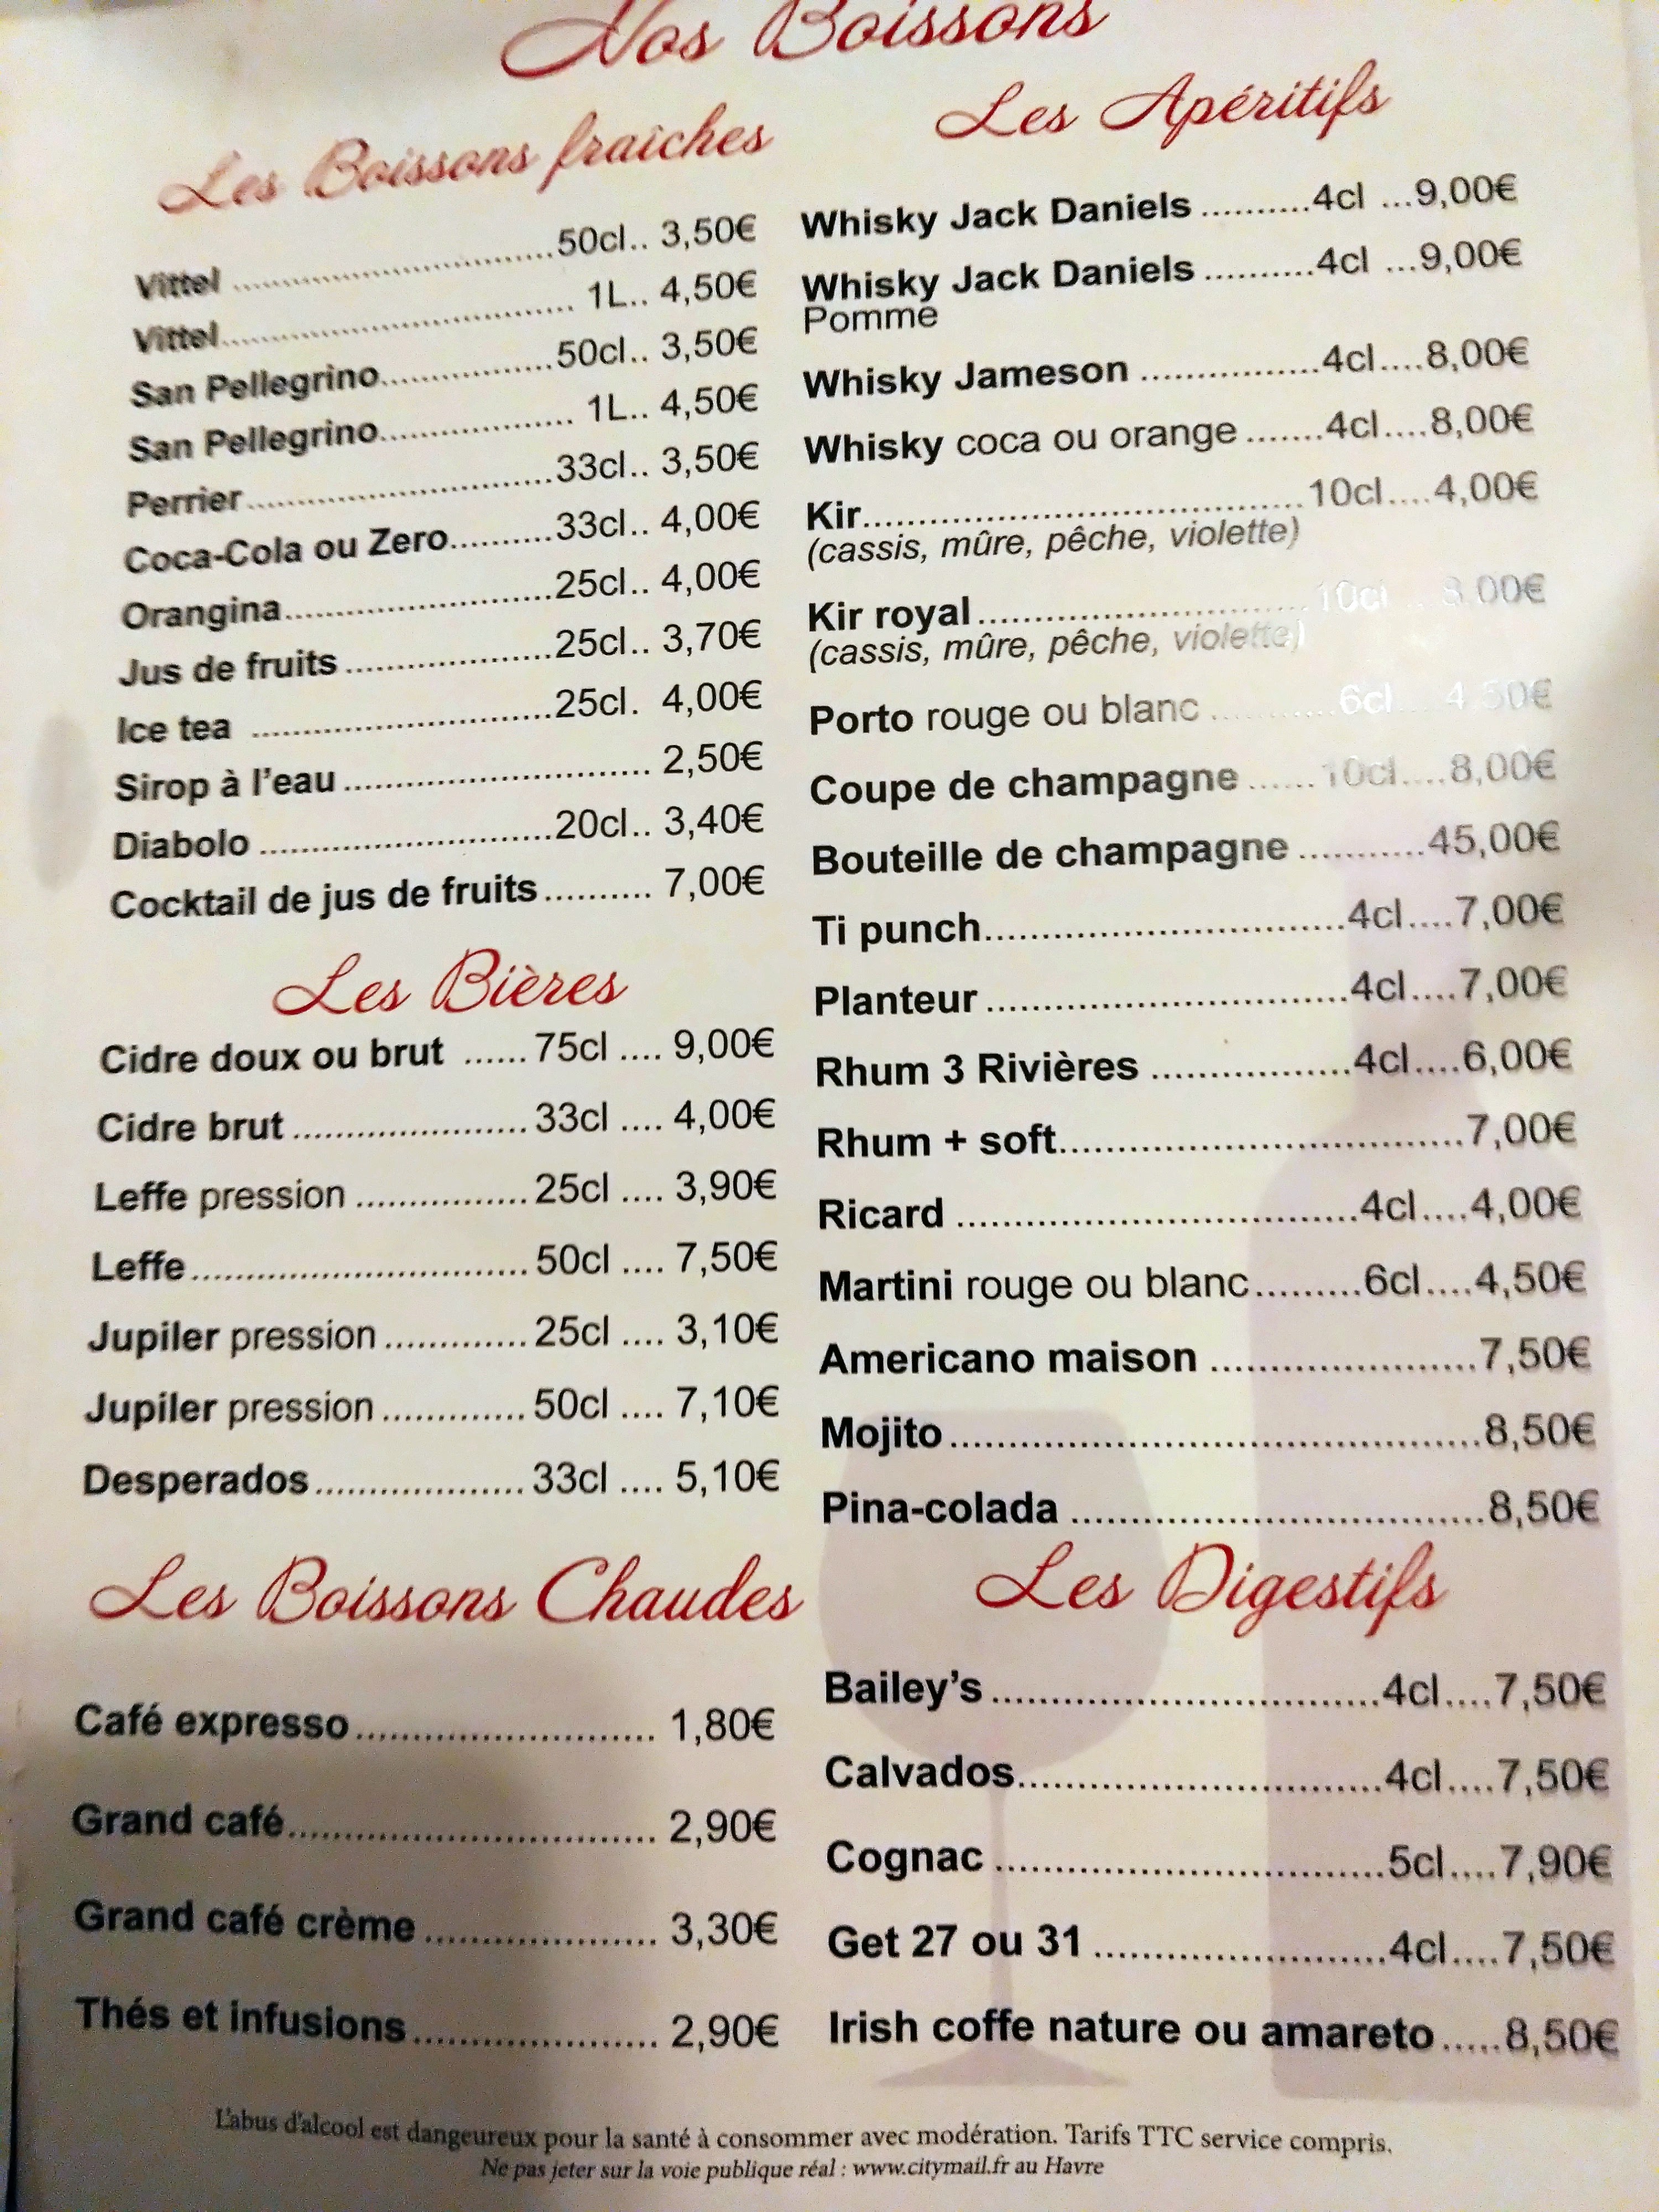 Nos Boissons
Les Boissons fraîches
Vittel ........................50cl.. 3,50€
Vittel........................ 1L.. 4,50€
San Pellegrino...............50cl.. 3,50€
San Pellegrino................ 1L.. 4,50€
Perrier........................33cl.. 3,50€
Coca-Cola ou Zero..........33cl.. 4,00€
Orangina........................25cl.. 4,00€
Jus de fruits....................25cl.. 3,70€
Ice tea ..........................25cl. 4,00€
Sirop à l'eau........................... 2,50€
Diabolo ..........................20cl.. 3,40€
Cocktail de jus de fruits.......... 7,00€
Les Bières
Cidre doux ou brut ...... 75cl .... 9,00€
Cidre brut ..................... 33cl .... 4,00€
Leffe pression ............... 25cl .... 3,90€
Leffe.............................. 50cl .... 7,50€
Jupiler pression ............. 25cl .... 3,10€
Jupiler pression ............. 50cl .... 7,10€
Desperados................... 33cl .... 5,10€
Les Boissons Chaudes
Café expresso.......................... 1,80€
Grand café................................ 2,90€
Grand café crème .................... 3,30€
Thés et infusions..................... 2,90€
Les Apéritifs
Whisky Jack Daniels ..........4cl ...9,00€
Whisky Jack Daniels ..........4cl ...9,00€
Pomme
Whisky Jameson ................4cl....8,00€
Whisky coca ou orange .......4cl....8,00€
Kir......................................10cl....4,00€
(cassis, mûre, pêche, violette)
Kir royal............................10cl....8,00€
(cassis, mûre, pêche, violette)
Porto rouge ou blanc ...........6cl....4,50€
Coupe de champagne ...... 10cl....8,00€
Bouteille de champagne ...........45,00€
Ti punch...............................4cl....7,00€
Planteur ...............................4cl....7,00€
Rhum 3 Rivières .................4cl....6,00€
Rhum + soft...................................7,00€
Ricard ..................................4cl....4,00€
Martini rouge ou blanc.........6cl....4,50€
Americano maison .......................7,50€
Mojito.............................................8,50€
Pina-colada ...................................8,50€
Les Digestifs
Bailey's .................................4cl....7,50€
Calvados...............................4cl....7,50€
Cognac .................................5cl....7,90€
Get 27 ou 31 .........................4cl....7,50€
Irish coffe nature ou amareto.....8,50€
L'abus d'alcool est dangeureux pour la santé à consommer avec modération. Tarifs TTC service compris.
Ne pas jeter sur la voie publique réal : www.citymail.fr au Havre